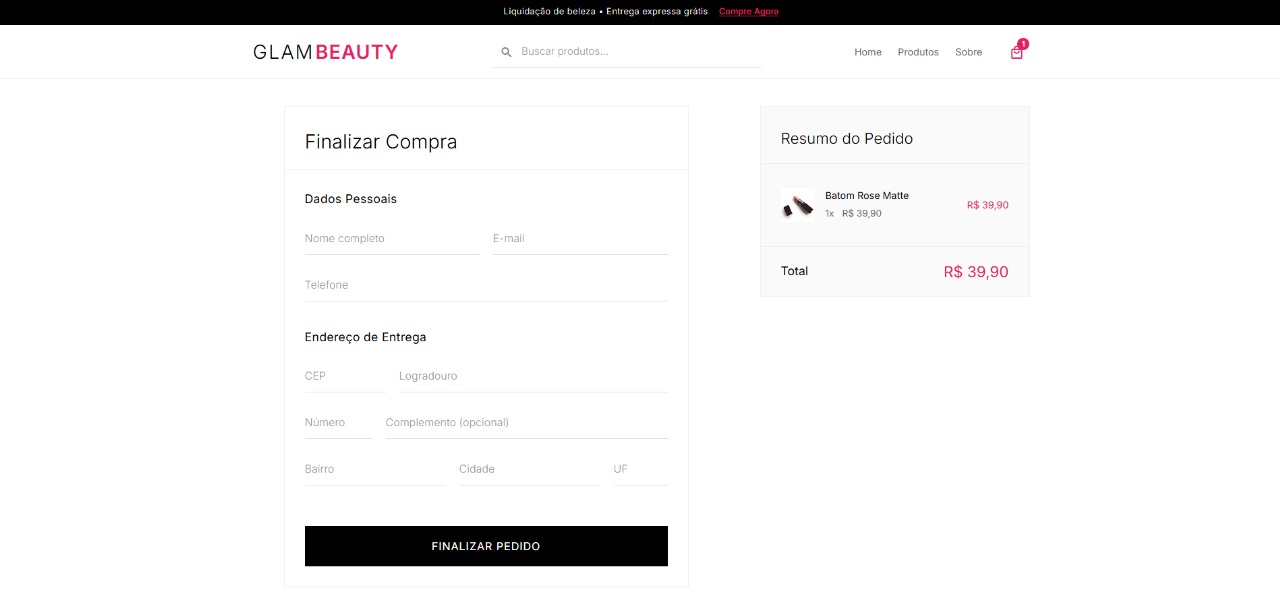 Liquidação de beleza • Entrega expressa grátis Compre Agora
GLAMBEAUTY
Buscar produtos...
Home Produtos Sobre
1
Finalizar Compra
Dados Pessoais
Nome completo E-mail
Telefone
Endereço de Entrega
CEP Logradouro
Número Complemento (opcional)
Bairro Cidade UF
FINALIZAR PEDIDO
Resumo do Pedido
Batom Rose Matte
1x R$ 39,90
R$ 39,90
Total R$ 39,90